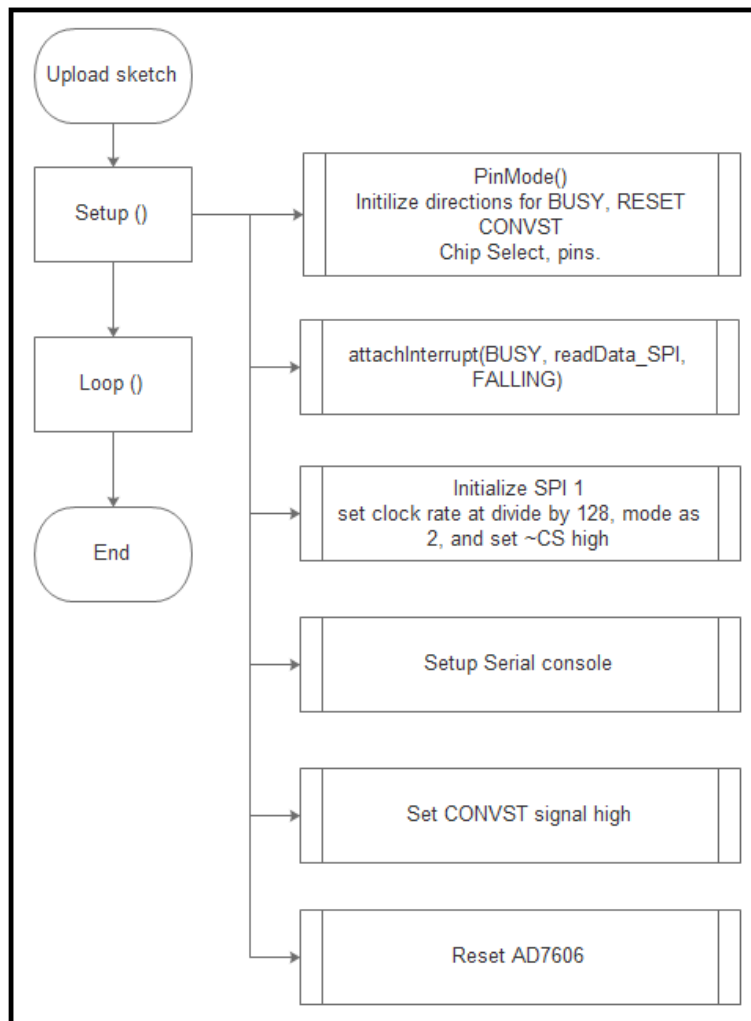 Upload sketch
Setup ()
Loop ()
End
PinMode()
Initilize directions for BUSY, RESET
CONVST
Chip Select, pins.
attachInterrupt(BUSY, readData_SPI,
FALLING)
Initialize SPI 1
set clock rate at divide by 128, mode as
2, and set ~CS high
Setup Serial console
Set CONVST signal high
Reset AD7606